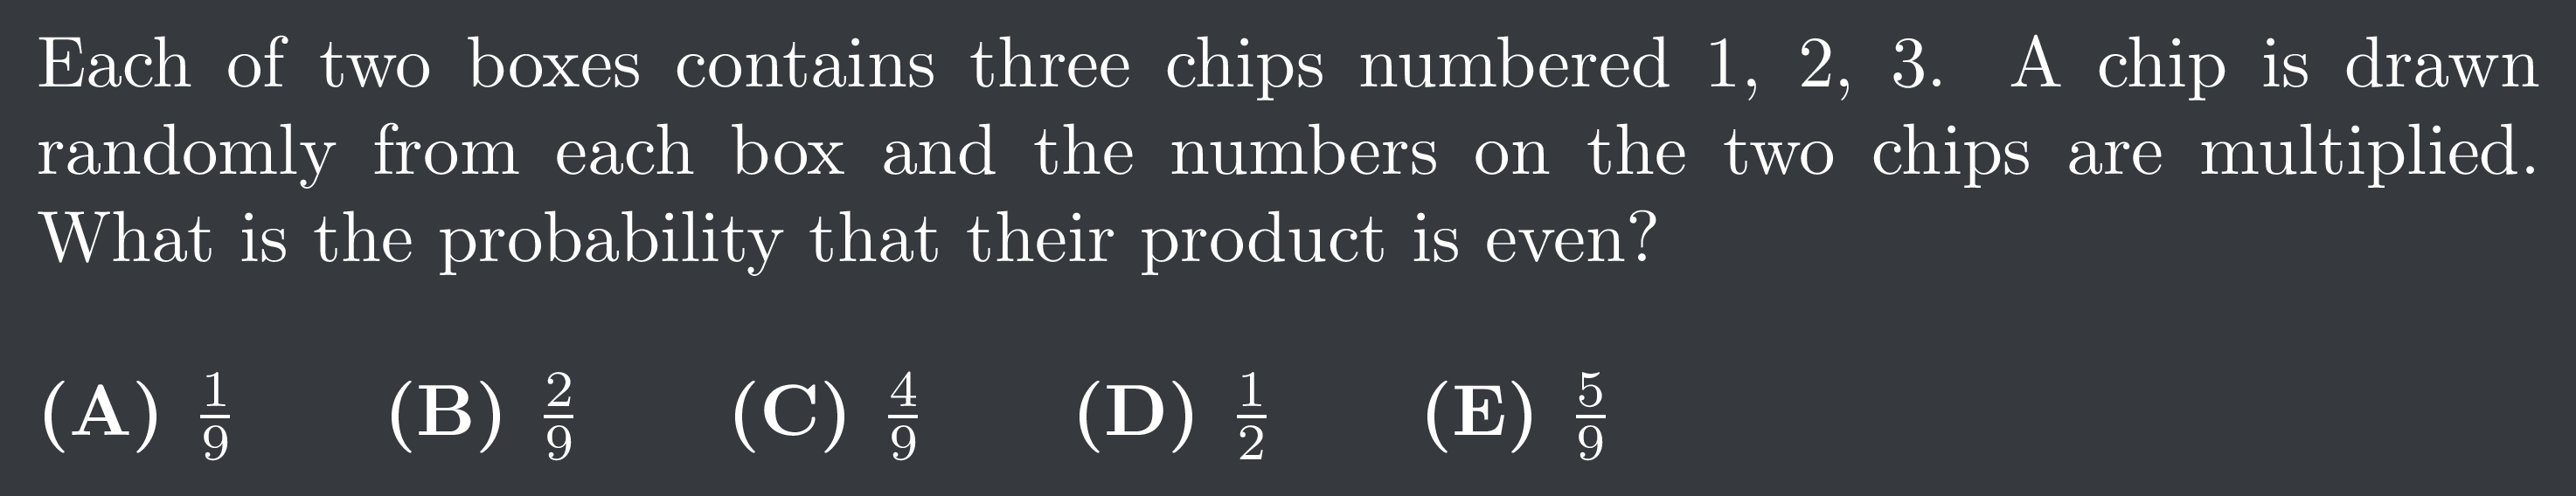 Each of two boxes contains three chips numbered 1, 2, 3. A chip is drawn
randomly from each box and the numbers on the two chips are multiplied.
What is the probability that their product is even?
(A) 1/9 (B) 2/9 (C) 4/9 (D) 1/2 (E) 5/9